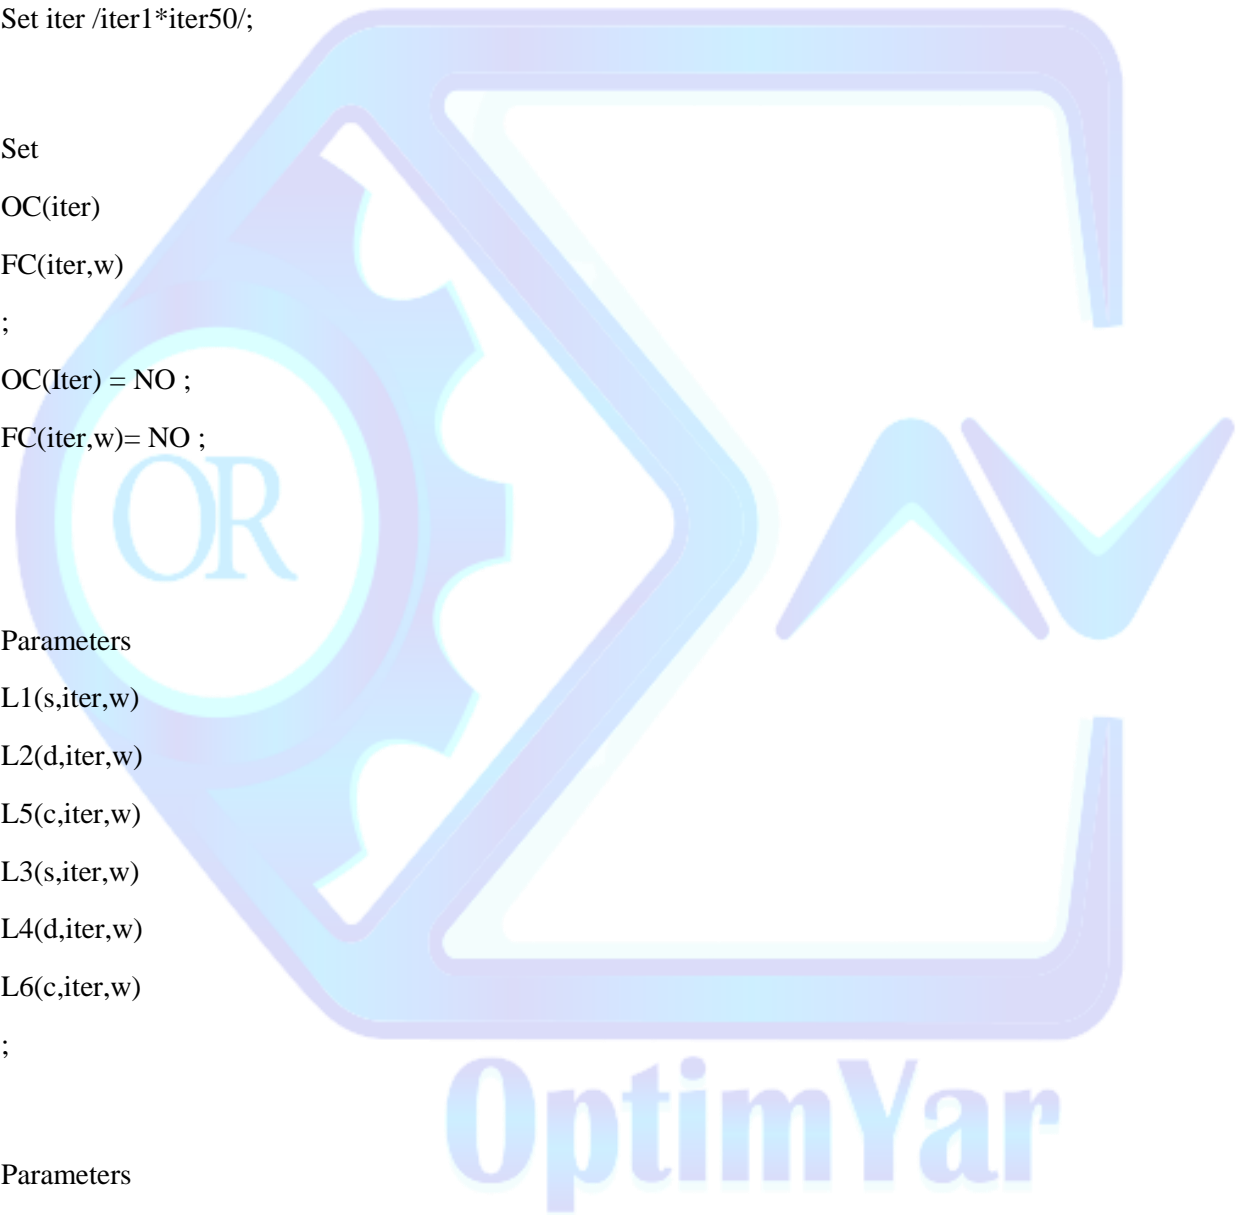 Set iter /iter1*iter50/;
Set
OC(iter)
FC(iter,w)
;
OC(Iter) = NO ;
FC(iter,w)= NO ;
OR
Parameters
L1(s,iter,w)
L2(d,iter,w)
L5(c,iter,w)
L3(s,iter,w)
L4(d,iter,w)
L6(c,iter,w)
;
OptimYar
Parameters